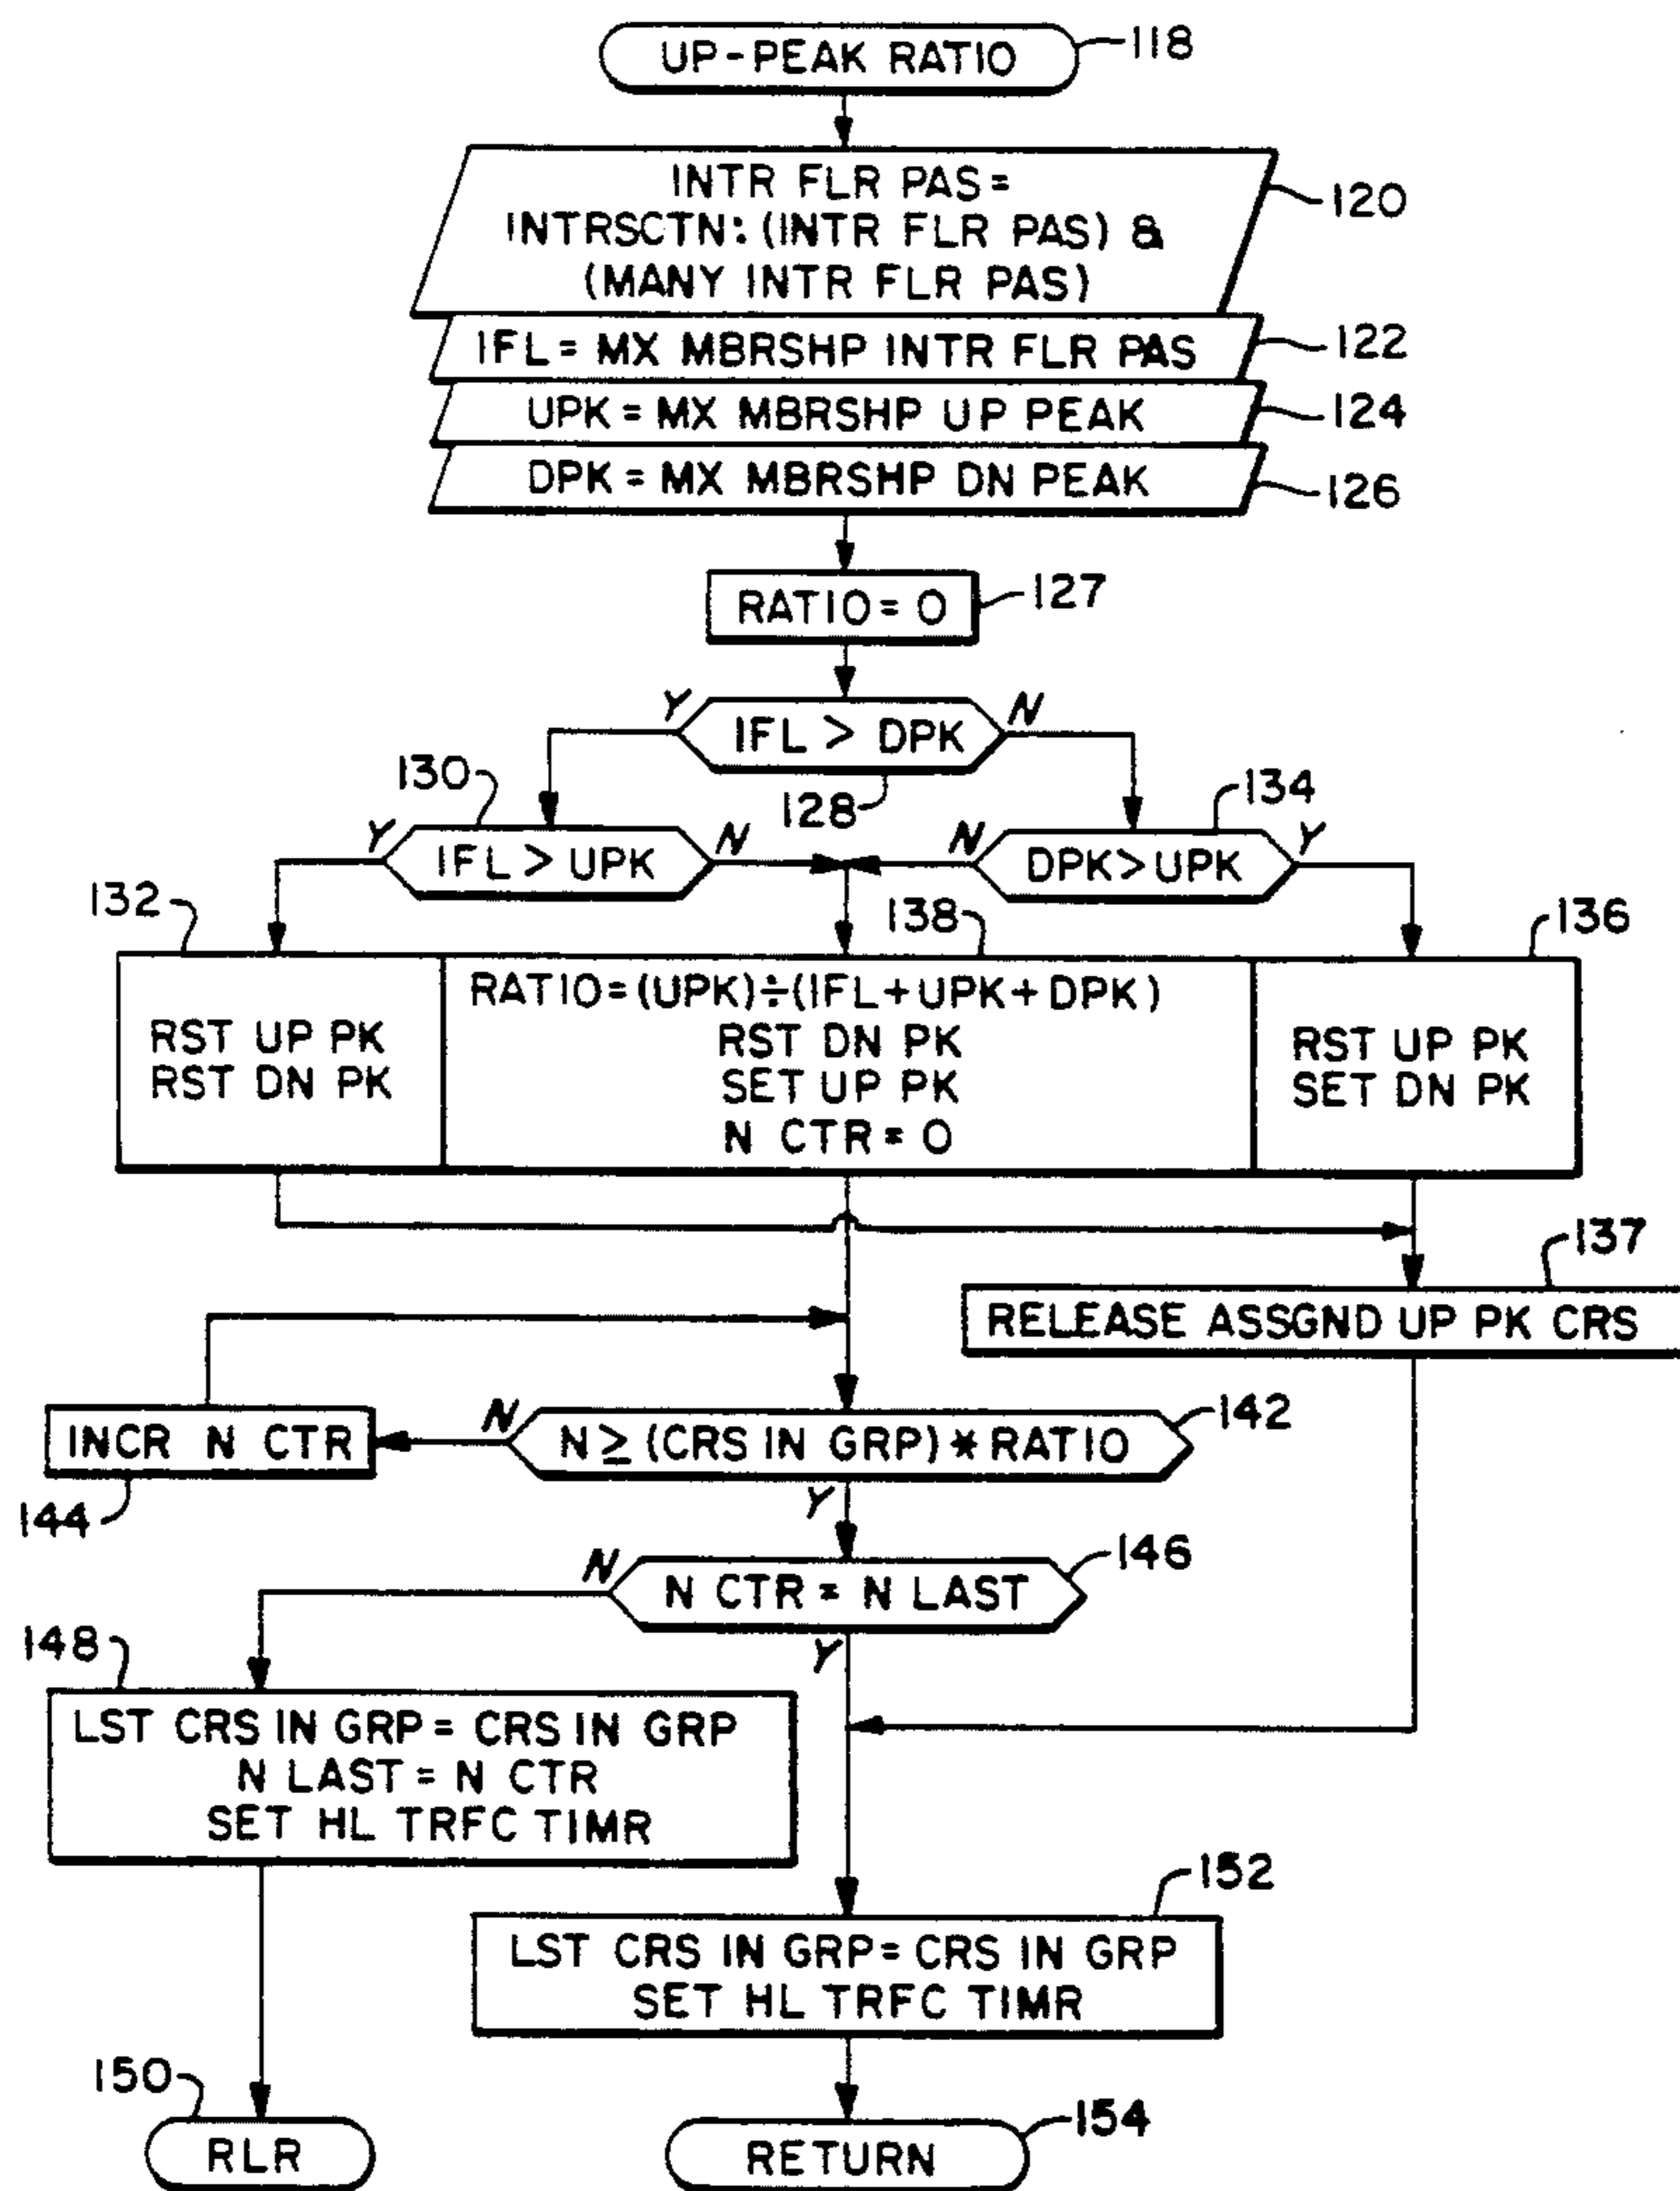 UP-PEAK RATIO
118
INTR FLR PAS =
INTRSCTN: (INTR FLR PAS) &
(MANY INTR FLR PAS)
120
IFL = MX MBRSHP INTR FLR PAS
122
UPK = MX MBRSHP UP PEAK
124
DPK = MX MBRSHP DN PEAK
126
RATIO = 0
127
Y
IFL > DPK
N
128
130
134
Y
IFL > UPK
N
N
DPK > UPK
Y
132
138
136
RST UP PK
RST DN PK
RATIO = (UPK) ÷ (IFL + UPK + DPK)
RST DN PK
SET UP PK
N CTR = 0
RST UP PK
SET DN PK
137
RELEASE ASSGND UP PK CRS
INCR N CTR
144
N
N ≥ (CRS IN GRP) * RATIO
142
Y
N
N CTR = N LAST
146
Y
148
LST CRS IN GRP = CRS IN GRP
N LAST = N CTR
SET HL TRFC TIMR
152
LST CRS IN GRP = CRS IN GRP
SET HL TRFC TIMR
150
RLR
RETURN
154